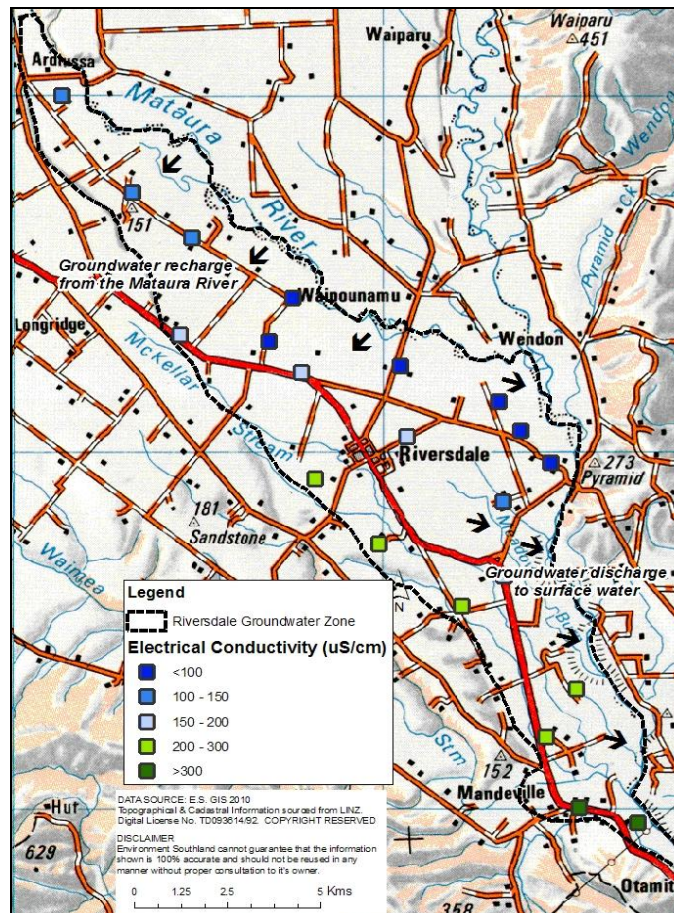 Waiparu
451
Waiparu
Ardlussa
Mataura
River
Wendon
Pyramid Ck
151
Groundwater recharge
from the Mataura River
Waipounamu
Longridge
Wendon
McKellar
Stream
Riversdale
273
Pyramid
181
Sandstone
Waimea
Groundwater discharge
to surface water
N
Legend
Riversdale Groundwater Zone
Electrical Conductivity (uS/cm)
<100
100 - 150
150 - 200
200 - 300
>300
Stm
152
Mandeville
DATA SOURCE: E.S. GIS 2010
Topographical & Cadastral Information sourced from LINZ.
Digital License No. TD093614/92. COPYRIGHT RESERVED
DISCLAIMER
Environment Southland cannot guarantee that the information
shown is 100% accurate and should not be reused in any
manner without proper consultation to it's owner.
0 1.25 2.5 5 Kms
Hut
629
Otamit
358